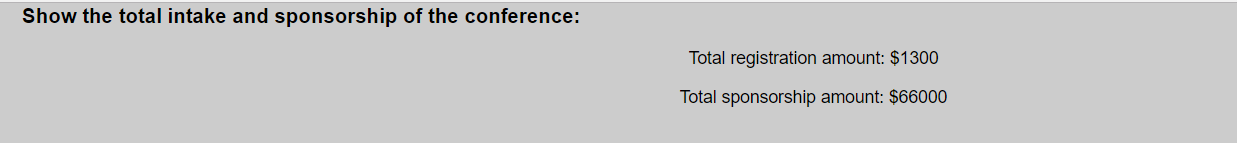 Show the total intake and sponsorship of the conference:
Total registration amount: $1300
Total sponsorship amount: $66000